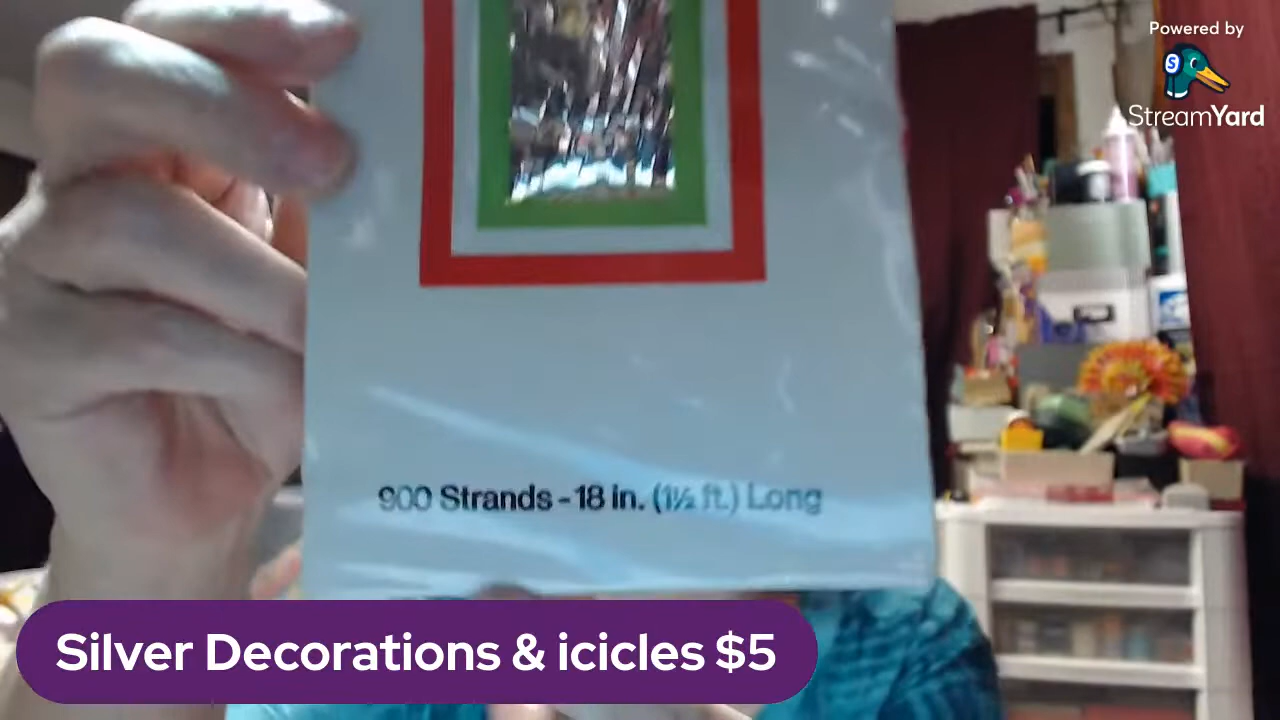 Powered by
StreamYard
900 Strands - 18 in. (1½ ft.) Long
Silver Decorations & icicles $5